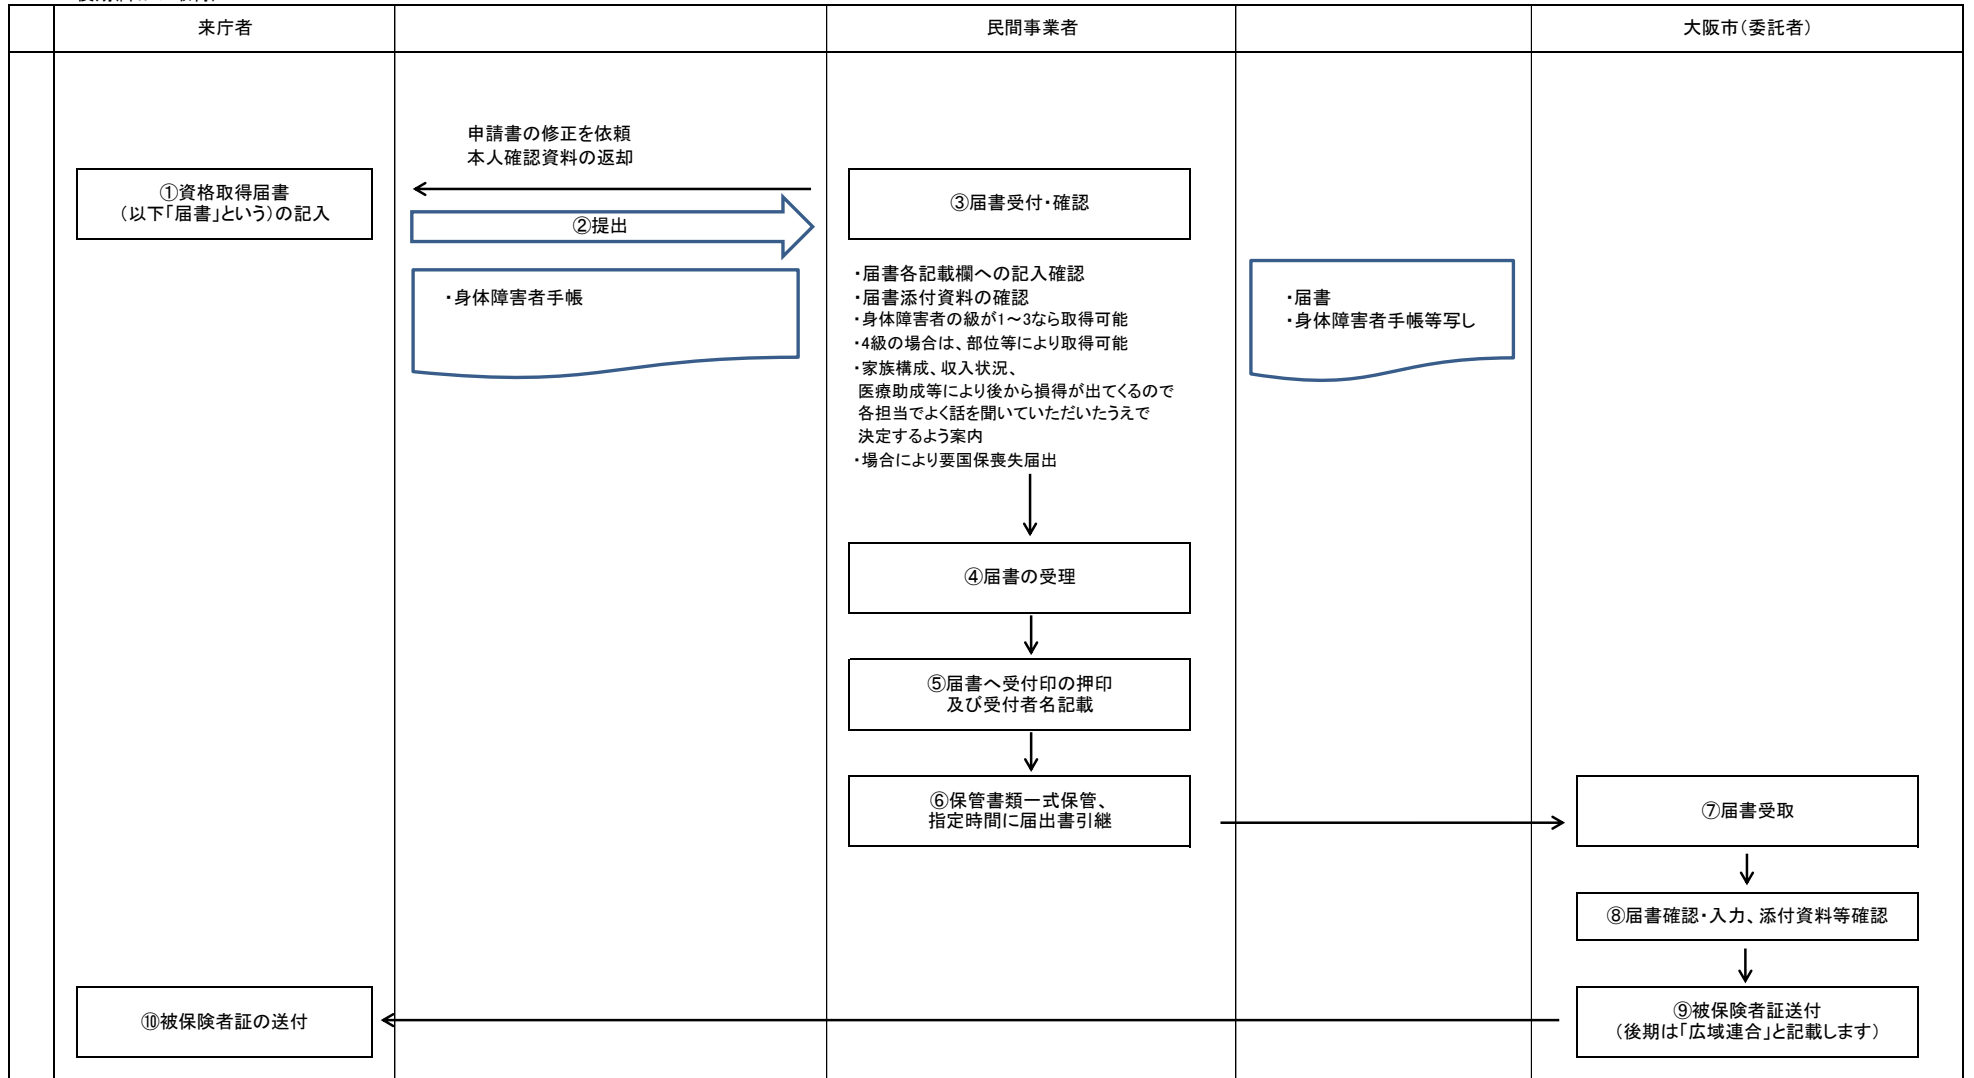 来庁者
民間事業者
大阪市(委託者)
申請書の修正を依頼
本人確認資料の返却
①資格取得届書
(以下「届書」という)の記入
②提出
③届書受付・確認
・身体障害者手帳
・届書各記載欄への記入確認
・届書添付資料の確認
・身体障害者の級が1～3なら取得可能
・4級の場合は、部位等により取得可能
・家族構成、収入状況、
医療助成等により後から損得が出てくるので
各担当でよく話を聞いていただいたうえで
決定するよう案内
・場合により要国保喪失届出
・届書
・身体障害者手帳等写し
④届書の受理
⑤届書へ受付印の押印
及び受付者名記載
⑥保管書類一式保管、
指定時間に届出書引継
⑦届書受取
⑧届書確認・入力、添付資料等確認
⑨被保険者証送付
(後期は「広域連合」と記載します)
⑩被保険者証の送付